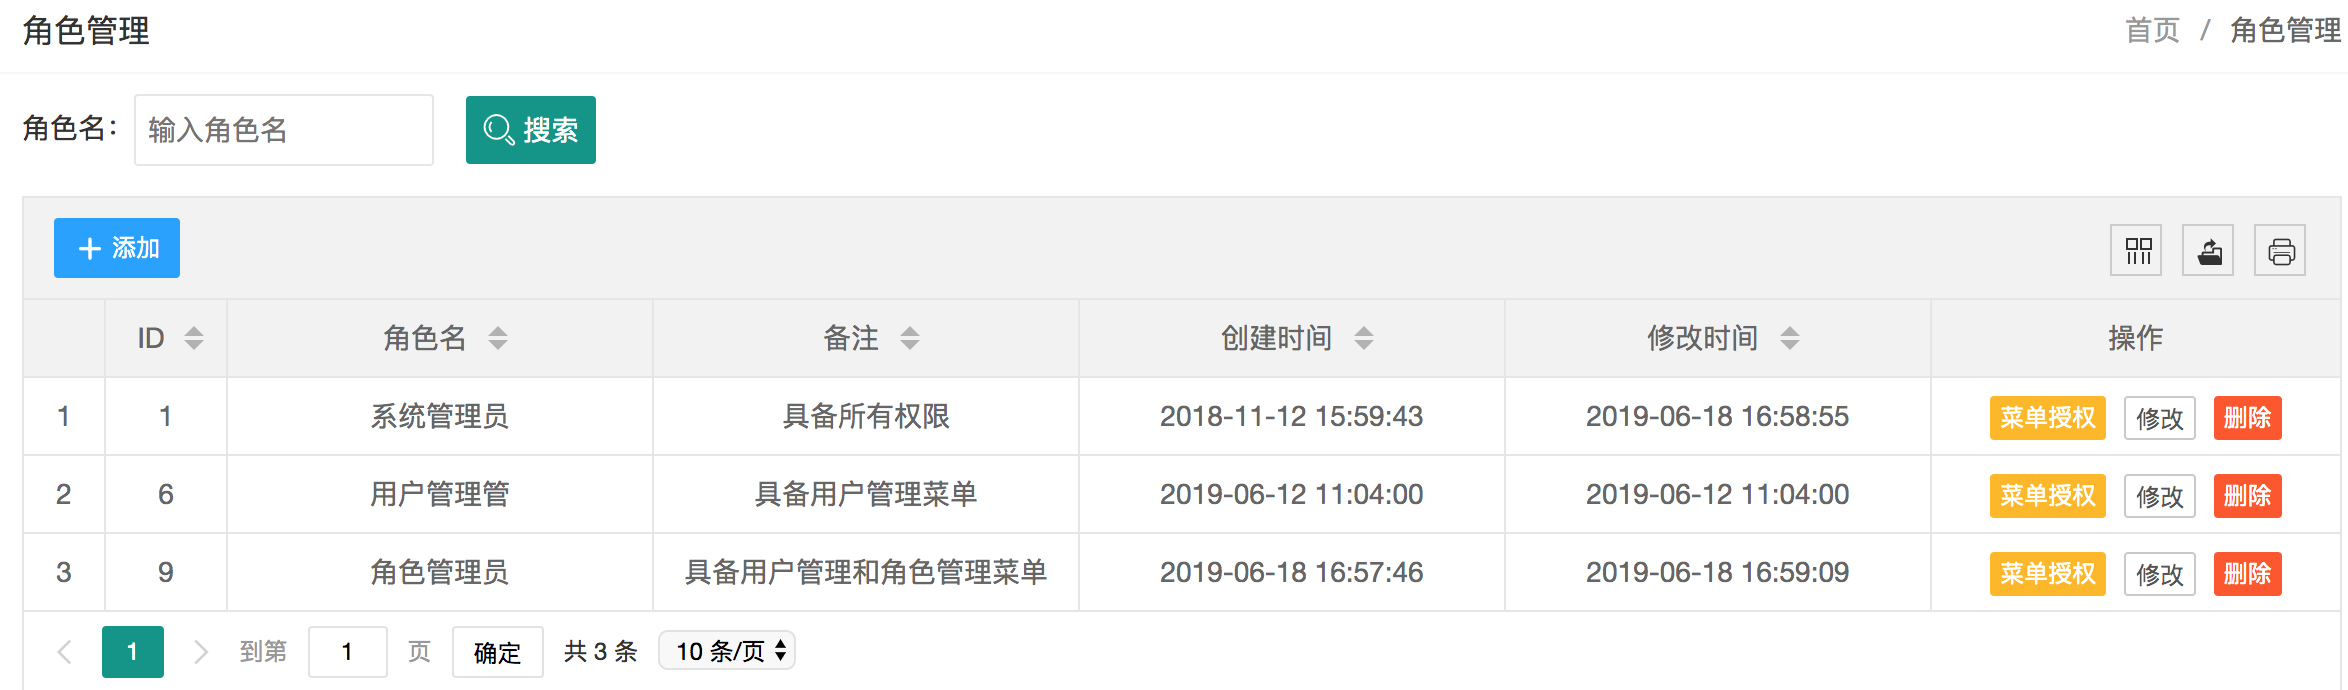 角色管理
首页 / 角色管理
角色名：
输入角色名
搜索
添加
ID 角色名 备注 创建时间 修改时间 操作
1 1 系统管理员 具备所有权限 2018-11-12 15:59:43 2019-06-18 16:58:55 菜单授权 修改 删除
2 6 用户管理管 具备用户管理菜单 2019-06-12 11:04:00 2019-06-12 11:04:00 菜单授权 修改 删除
3 9 角色管理员 具备用户管理和角色管理菜单 2019-06-18 16:57:46 2019-06-18 16:59:09 菜单授权 修改 删除
1 到第 1 页 确定 共 3 条 10 条/页